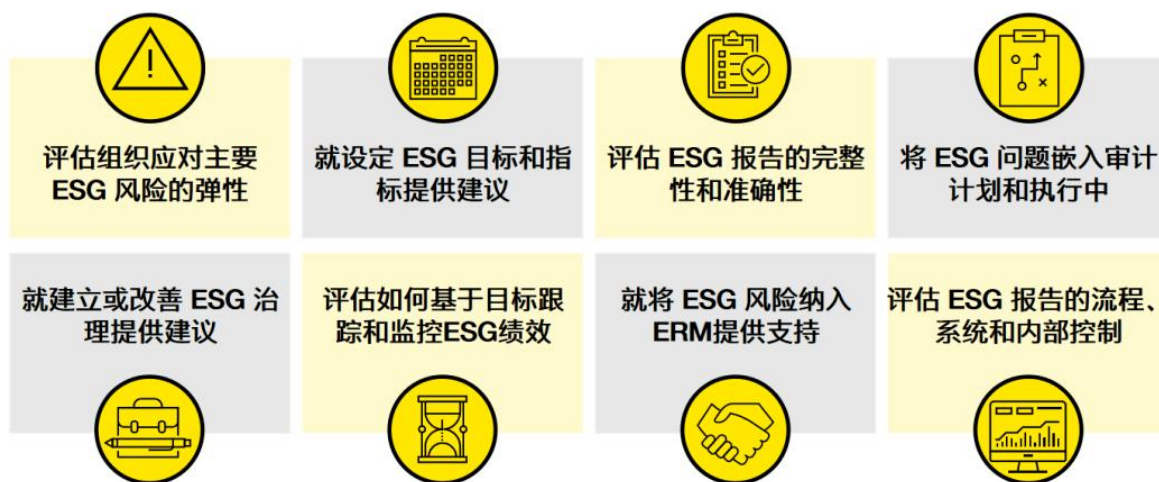 评估组织应对主要
ESG 风险的弹性
就设定 ESG 目标和指
标提供建议
评估 ESG 报告的完整
性和准确性
将 ESG 问题嵌入审计
计划和执行中
就建立或改善 ESG 治
理提供建议
评估如何基于目标跟
踪和监控ESG绩效
就将 ESG 风险纳入
ERM提供支持
评估 ESG 报告的流程、
系统和内部控制